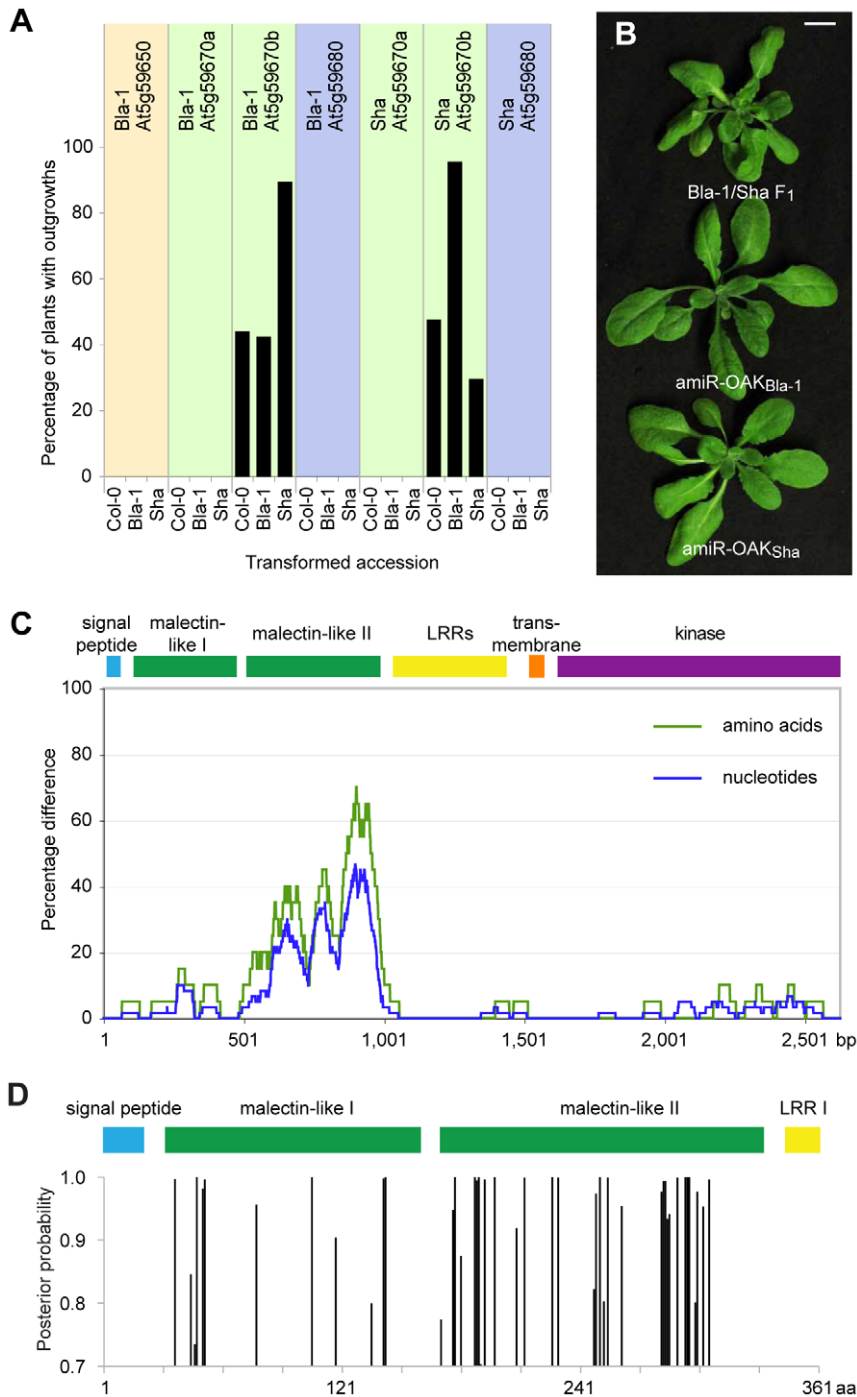 A
Bla-1
At5g59650
Bla-1
At5g59670a
Bla-1
At5g59670b
Bla-1
At5g59680
Sha
At5g59670a
Sha
At5g59670b
Sha
At5g59680
Percentage of plants with outgrowths
100
80
60
40
20
0
Col-0 Bla-1 Sha Col-0 Bla-1 Sha Col-0 Bla-1 Sha Col-0 Bla-1 Sha Col-0 Bla-1 Sha Col-0 Bla-1 Sha Col-0 Bla-1 Sha
Transformed accession
B
Bla-1/Sha F1
amiR-OAKBla-1
amiR-OAKSha
C
signal peptide
malectin-like I
malectin-like II
LRRs
trans-membrane
kinase
Percentage difference
100
80
60
40
20
0
amino acids
nucleotides
1 501 1,001 1,501 2,001 2,501 bp
D
signal peptide malectin-like I malectin-like II LRR I
Posterior probability
1.0
0.9
0.8
0.7
1 121 241 361 aa